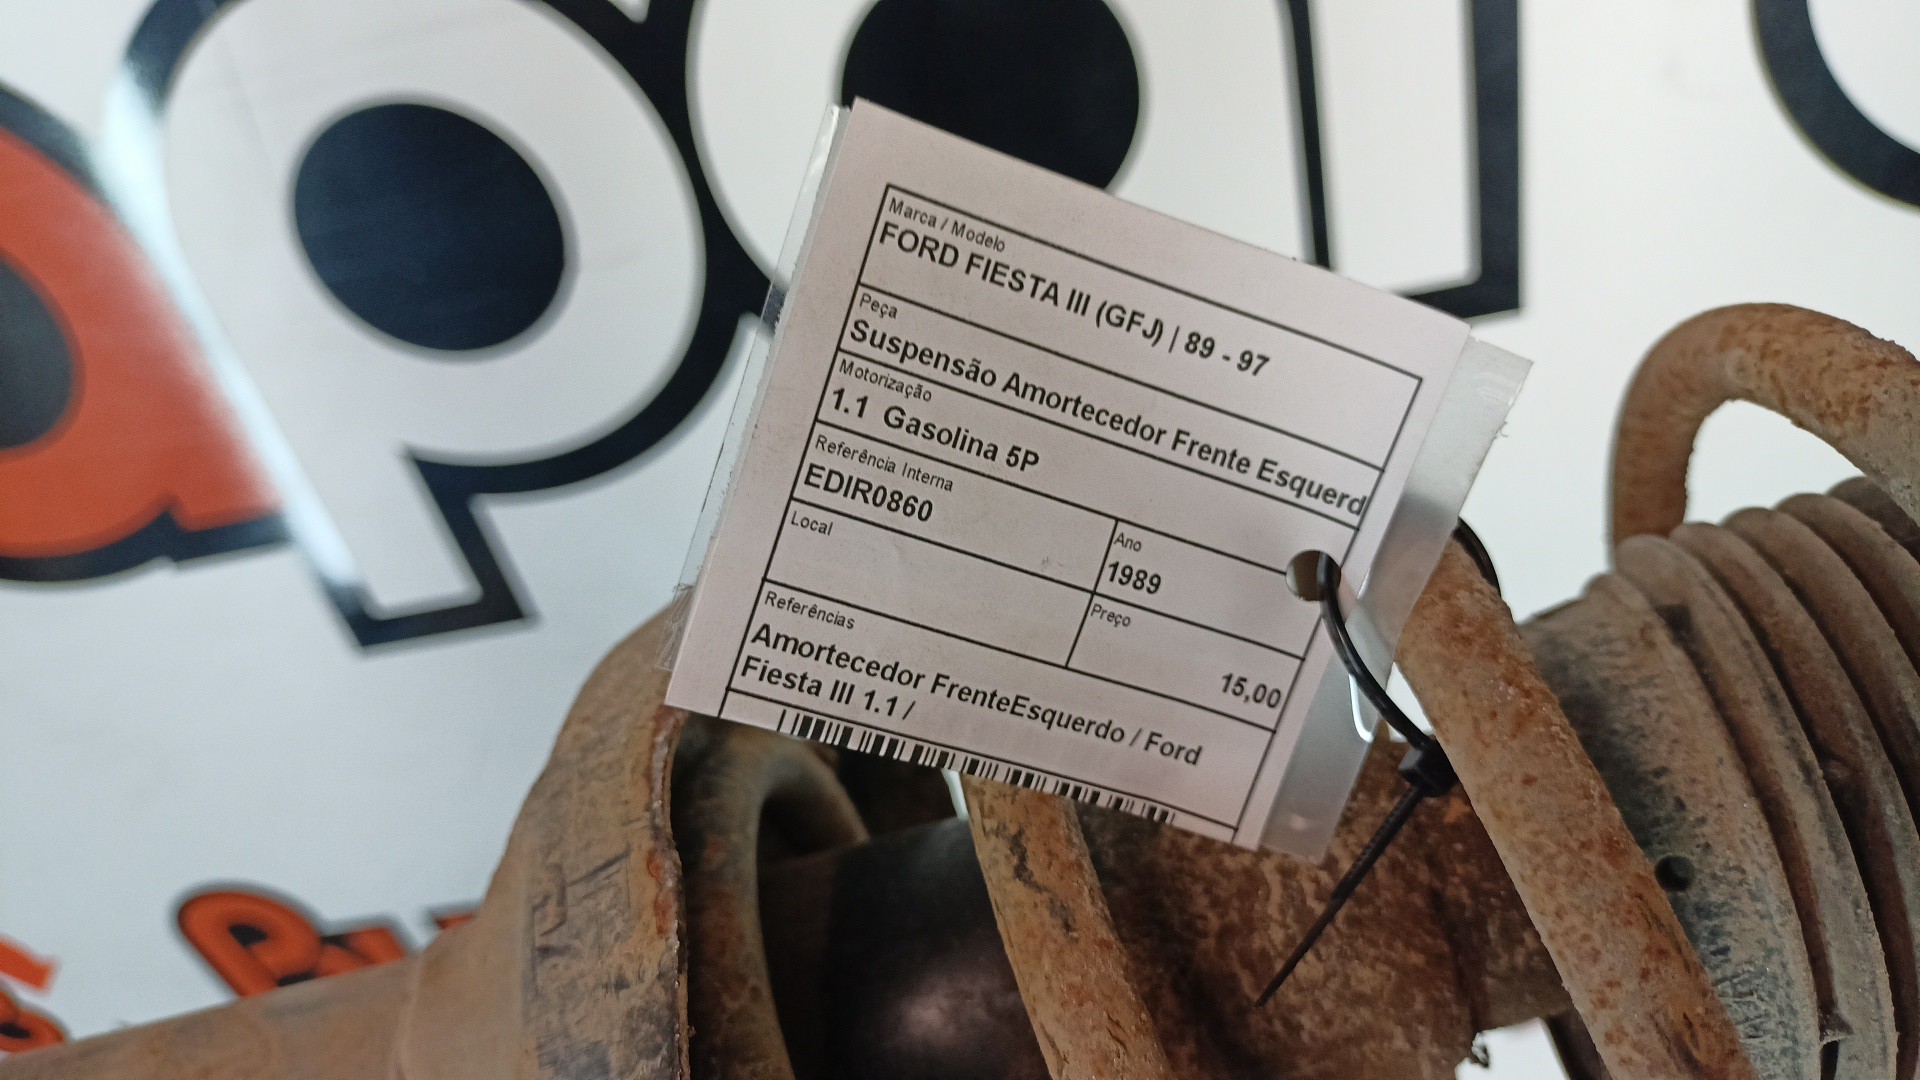 Marca / Modelo
FORD FIESTA III (GFJ) | 89 - 97
Peça
Suspensão Amortecedor Frente Esquerd
Motorização
1.1 Gasolina 5P
Referência Interna
EDIR0860
Ano
1989
Local
Preço
15,00
Referências
Amortecedor FrenteEsquerdo / Ford
Fiesta III 1.1 /